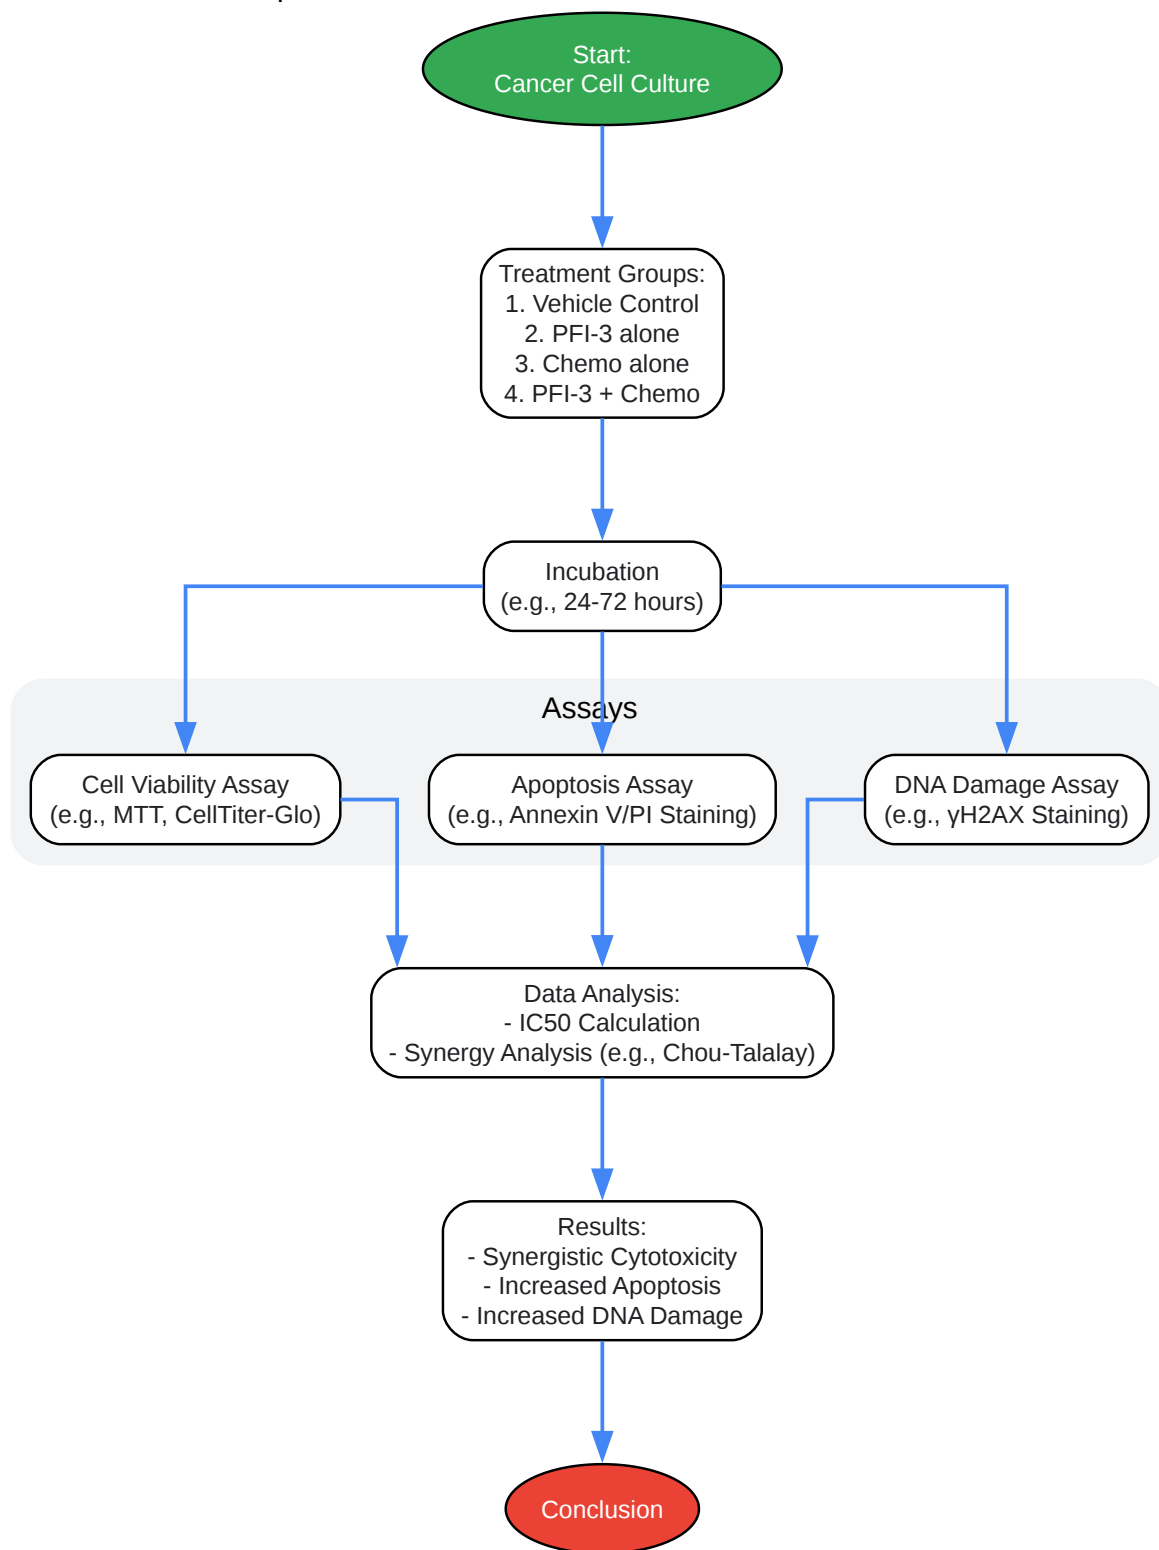 Start:
Cancer Cell Culture
Treatment Groups:
1. Vehicle Control
2. PFI-3 alone
3. Chemo alone
4. PFI-3 + Chemo
Incubation
(e.g., 24-72 hours)
Assays
Cell Viability Assay
(e.g., MTT, CellTiter-Glo)
Apoptosis Assay
(e.g., Annexin V/PI Staining)
DNA Damage Assay
(e.g., γH2AX Staining)
Data Analysis:
- IC50 Calculation
- Synergy Analysis (e.g., Chou-Talalay)
Results:
- Synergistic Cytotoxicity
- Increased Apoptosis
- Increased DNA Damage
Conclusion